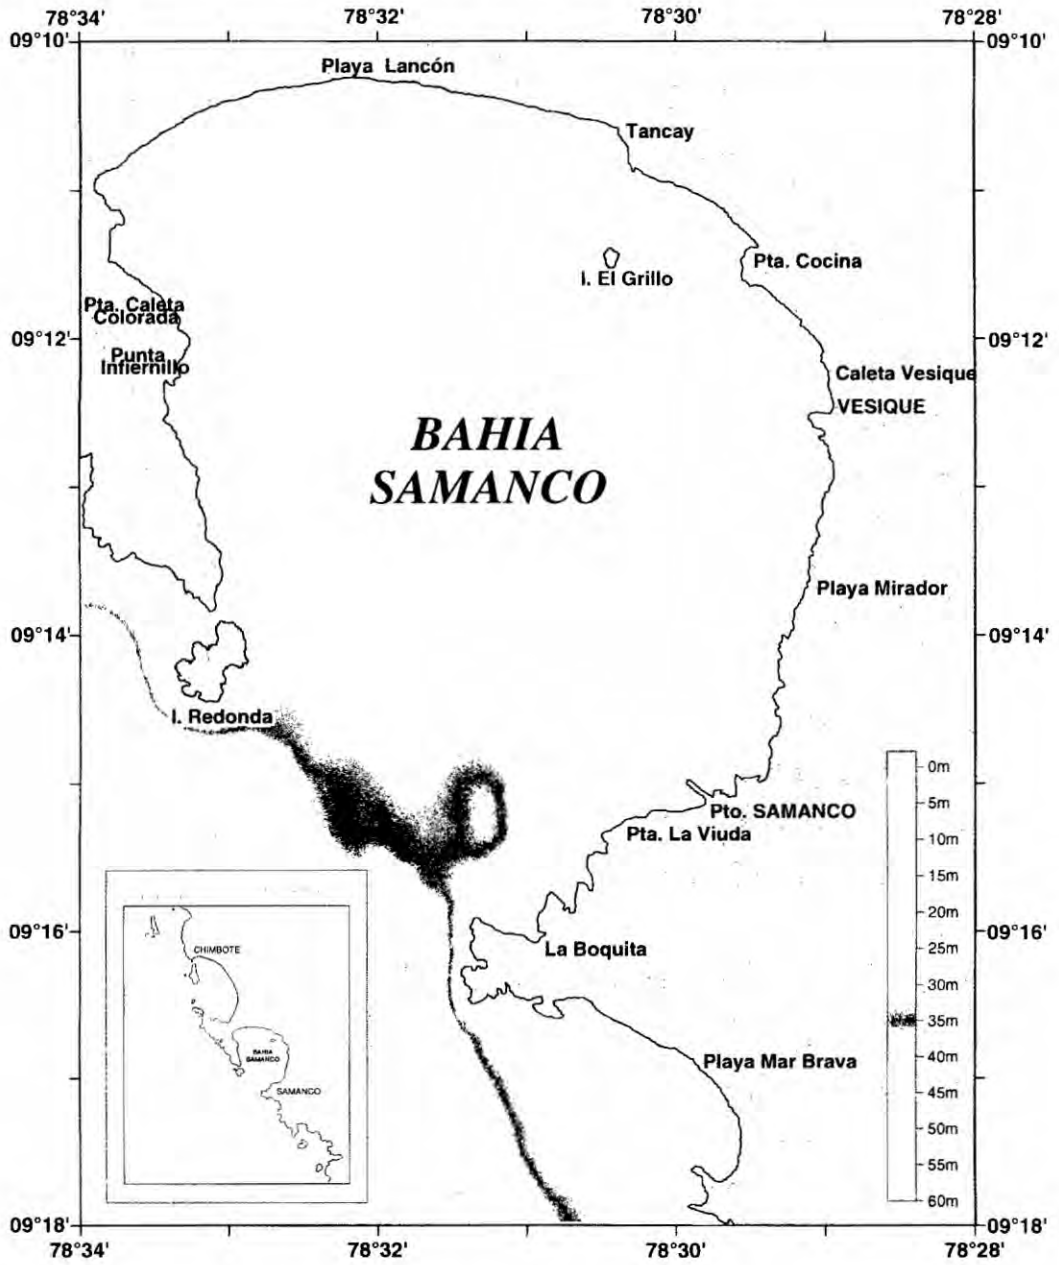 78°34' 78°32' 78°30' 78°28'
09°10' 09°10'
Playa Lancón
Tancay
Pta. Cocina
I. El Grillo
Pta. Caleta
Colorada
09°12' 09°12'
Punta
Infiernillo
Caleta Vesique
VESIQUE
BAHIA
SAMANCO
Playa Mirador
09°14' 09°14'
I. Redonda
0m
5m
Pto. SAMANCO
Pta. La Viuda
10m
15m
20m
09°16' 09°16'
25m
La Boquita
30m
35m
40m
Playa Mar Brava
45m
50m
55m
60m
CHIMBOTE
BAHIA
SAMANCO
SAMANCO
09°18' 09°18'
78°34' 78°32' 78°30' 78°28'